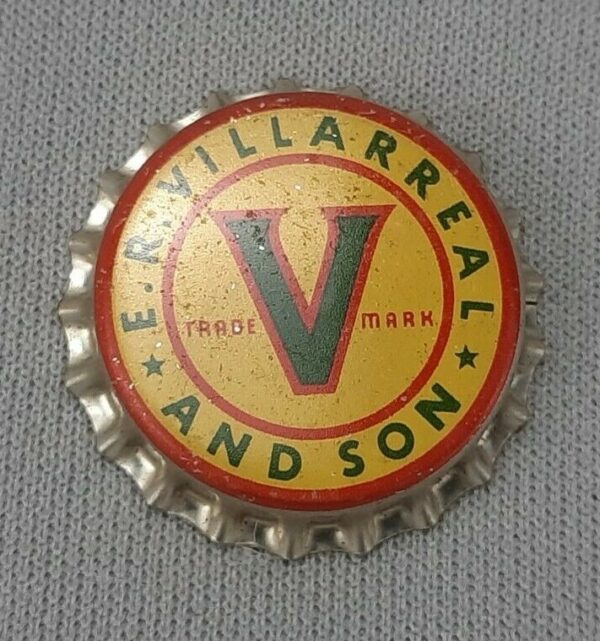 E. R. VILLARREAL
V
TRADE MARK
AND SON